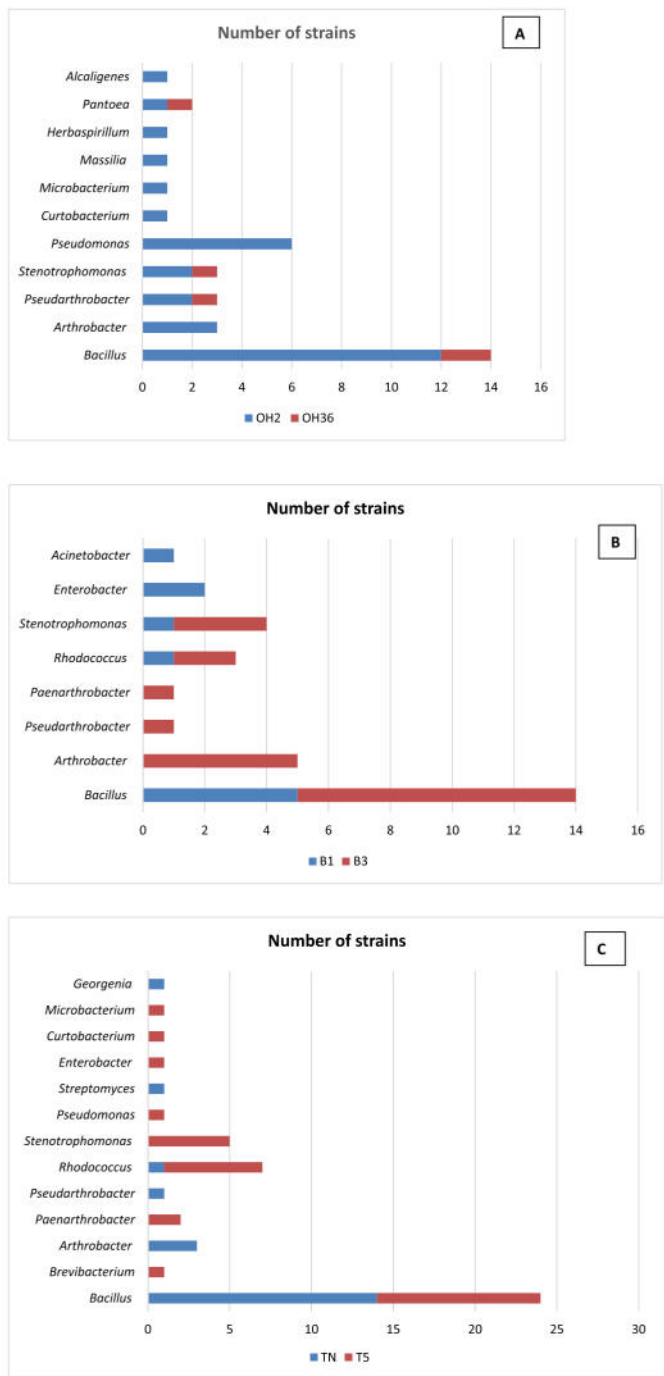 Number of strains
A
Alcaligenes
Pantoea
Herbaspirillum
Massilia
Microbacterium
Curtobacterium
Pseudomonas
Stenotrophomonas
Pseudarthrobacter
Arthrobacter
Bacillus
0 2 4 6 8 10 12 14 16
OH2 OH36
Number of strains
B
Acinetobacter
Enterobacter
Stenotrophomonas
Rhodococcus
Paenarthrobacter
Pseudarthrobacter
Arthrobacter
Bacillus
0 2 4 6 8 10 12 14 16
B1 B3
Number of strains
C
Georgenia
Microbacterium
Curtobacterium
Enterobacter
Streptomyces
Pseudomonas
Stenotrophomonas
Rhodococcus
Pseudarthrobacter
Paenarthrobacter
Arthrobacter
Brevibacterium
Bacillus
0 5 10 15 20 25 30
TN T5